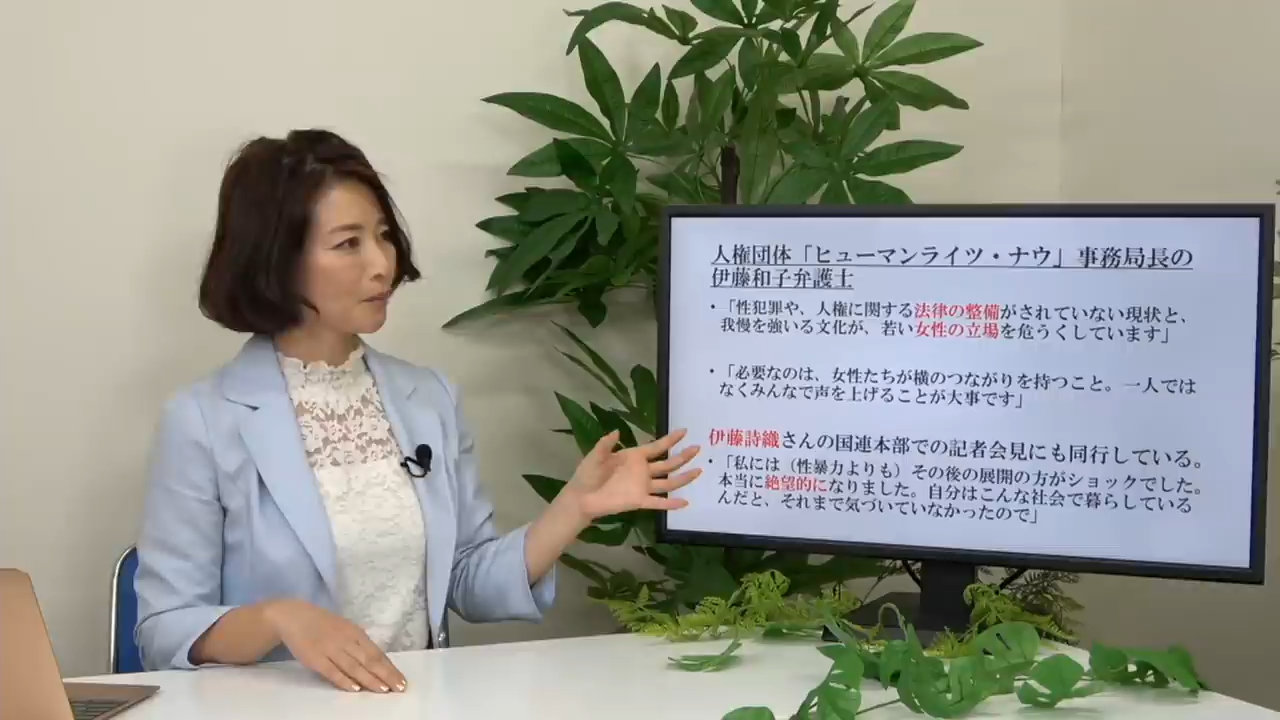 人権団体「ヒューマンライツ・ナウ」事務局長の
伊藤和子弁護士
・「性犯罪や、人権に関する法律の整備がされていない現状と、
我慢を強いる文化が、若い女性の立場を危うくしています」
・「必要なのは、女性たちが横のつながりを持つこと。一人では
なくみんなで声を上げることが大事です」
伊藤詩織さんの国連本部での記者会見にも同行している。
・「私には（性暴力よりも）その後の展開の方がショックでした。
本当に絶望的になりました。自分はこんな社会で暮らしている
んだと、それまで気づいていなかったので」